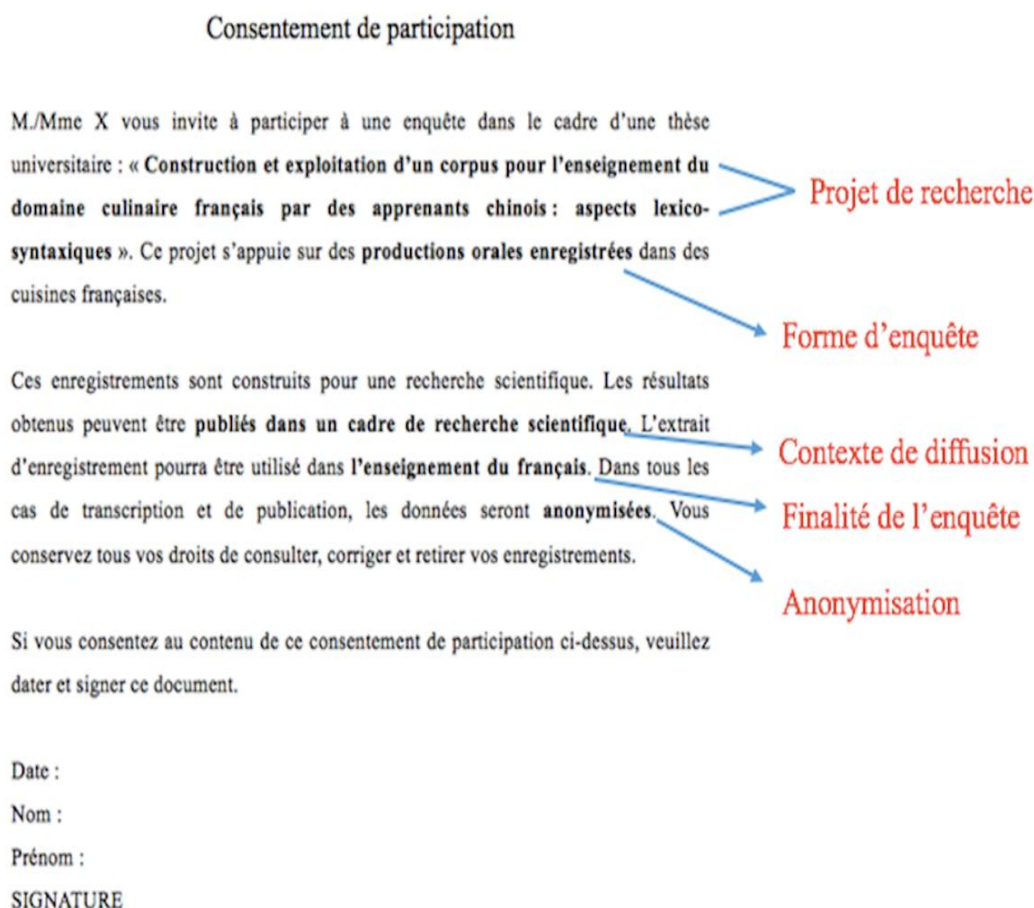 Consentement de participation
M./Mme X vous invite à participer à une enquête dans le cadre d'une thèse
universitaire : « Construction et exploitation d'un corpus pour l'enseignement du
domaine culinaire français par des apprenants chinois : aspects lexico-
syntaxiques ». Ce projet s'appuie sur des productions orales enregistrées dans des
cuisines françaises.
Projet de recherche
Forme d'enquête
Ces enregistrements sont construits pour une recherche scientifique. Les résultats
obtenus peuvent être publiés dans un cadre de recherche scientifique. L'extrait
d'enregistrement pourra être utilisé dans l'enseignement du français. Dans tous les
cas de transcription et de publication, les données seront anonymisées. Vous
conservez tous vos droits de consulter, corriger et retirer vos enregistrements.
Contexte de diffusion
Finalité de l'enquête
Anonymisation
Si vous consentez au contenu de ce consentement de participation ci-dessus, veuillez
dater et signer ce document.
Date :
Nom :
Prénom :
SIGNATURE